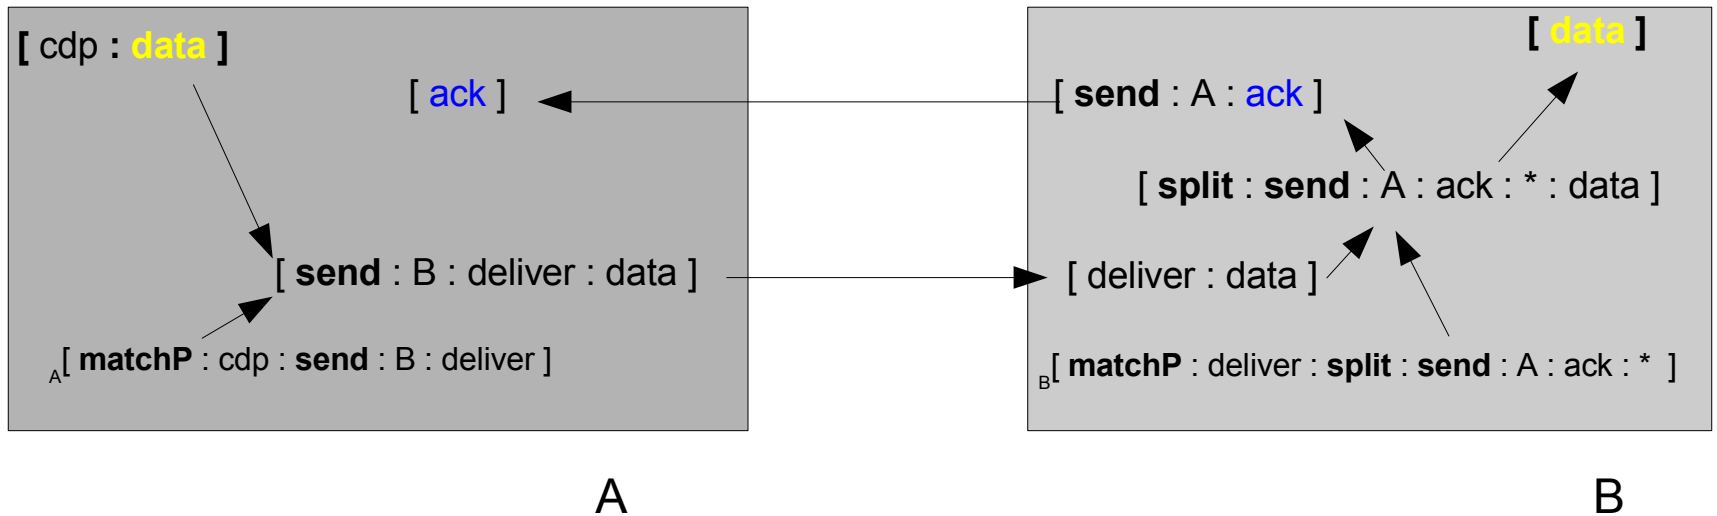 [ cdp : data ]
[ ack ]
[ send : B : deliver : data ]
A[ matchP : cdp : send : B : deliver ]
A
[ data ]
[ send : A : ack ]
[ split : send : A : ack : * : data ]
[ deliver : data ]
B[ matchP : deliver : split : send : A : ack : * ]
B